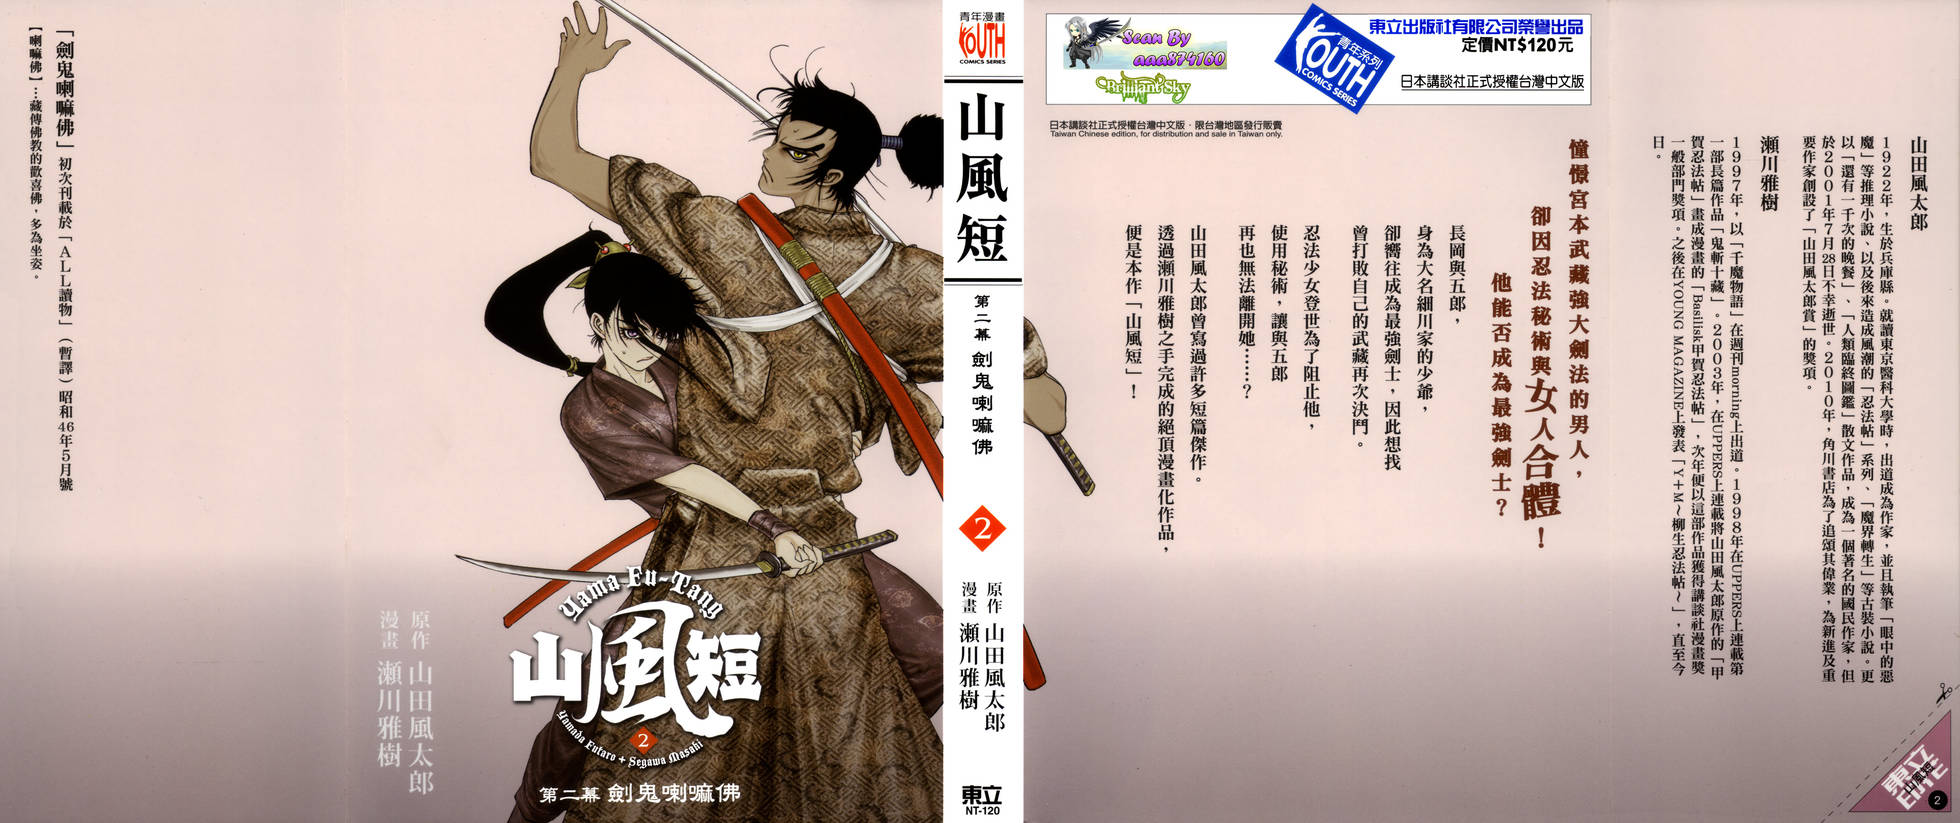 「劍鬼喇嘛佛」初次刊載於「ALL讀物」（暫譯）昭和46年5月號
【喇嘛佛】…藏傳佛教的歡喜佛，多為坐姿。
原作 山田風太郎
漫畫 瀨川雅樹
Yama Fu-Tang
山風短
2
Yamada Futaro + Segawa Masaki
第二幕 劍鬼喇嘛佛
青年漫畫
YOUTH
COMICS SERIES
山風短
第二幕 劍鬼喇嘛佛
2
原作 山田風太郎
漫畫 瀨川雅樹
東立
NT-120
Scan By
aaa874160
Brilliant Sky
青年系列
YOUTH
COMICS SERIES
東立出版社有限公司榮譽出品
定價NT$120元
日本講談社正式授權台灣中文版
日本講談社正式授權台灣中文版・限台灣地區發行販賣
Taiwan Chinese edition, for distribution and sale in Taiwan only.
憧憬宮本武藏強大劍法的男人，
卻因忍法秘術與女人合體！
他能否成為最強劍士？
長岡與五郎，
身為大名細川家的少爺，
卻嚮往成為最強劍士，因此想找
曾打敗自己的武藏再次決鬥。
忍法少女登世為了阻止他，
使用秘術，讓與五郎
再也無法離開她……？
山田風太郎曾寫過許多短篇傑作。
透過瀨川雅樹之手完成的絕頂漫畫化作品，
便是本作「山風短」！
山田風太郎
1922年，生於兵庫縣。就讀東京醫科大學時，出道成為作家，並且執筆「眼中的惡
魔」等推理小說、以及後來造成風潮的「忍法帖」系列、「魔界轉生」等古裝小說。更
以「還有一千次的晚餐」、「人類臨終圖鑑」散文作品，成為一個著名的國民作家，但
於2001年7月28日不幸逝世。2010年，角川書店為了追頌其偉業，為新進及重
要作家創設了「山田風太郎賞」的獎項。
瀨川雅樹
1997年，以「千魔物語」在週刊morning上出道。1998年在UPPERS上連載第
一部長篇作品「鬼斬十藏」。2003年，在UPPERS上連載將山田風太郎原作的「甲
賀忍法帖」畫成漫畫的「Basilisk甲賀忍法帖」，次年便以這部作品獲得講談社漫畫獎
一般部門獎項。之後在YOUNG MAGAZINE上發表「Y＋M～柳生忍法帖～」，直至今
日。
東立
山風短
2